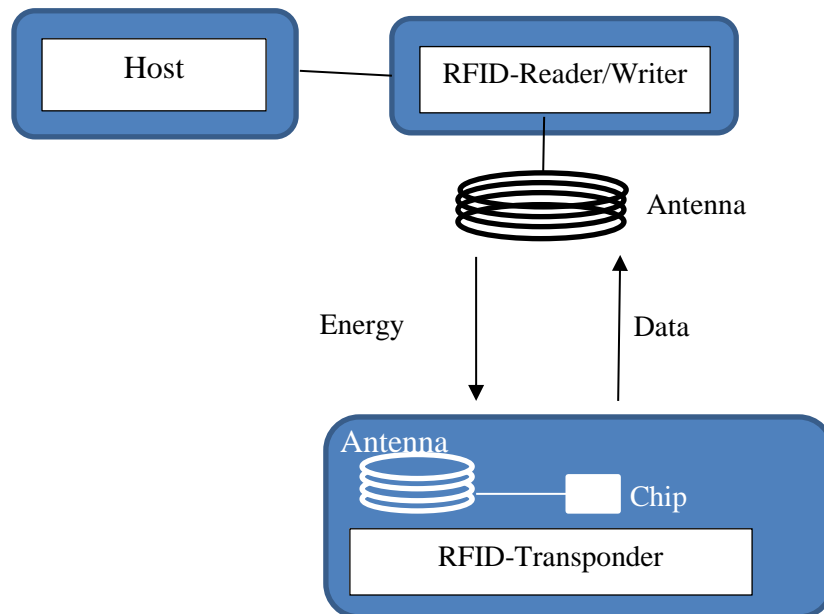 Host
RFID-Reader/Writer
Antenna
Energy
Data
Antenna
Chip
RFID-Transponder